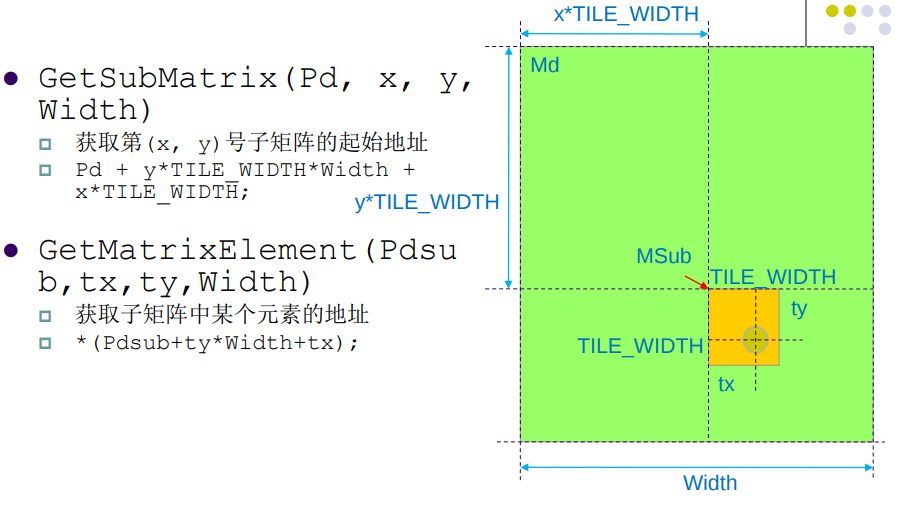 GetSubMatrix(Pd, x, y,
Width)
获取第(x, y)号子矩阵的起始地址
Pd + y*TILE_WIDTH*Width +
x*TILE_WIDTH;
GetMatrixElement(Pdsu
b,tx,ty,Width)
获取子矩阵中某个元素的地址
*(Pdsub+ty*Width+tx);
x*TILE_WIDTH
Md
y*TILE_WIDTH
MSub
TILE_WIDTH
ty
TILE_WIDTH
tx
Width